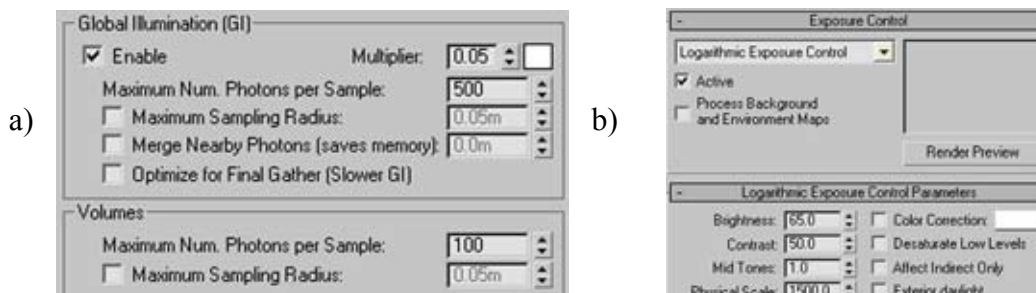 a)
Global Illumination (GI)
Enable Multiplier: 0.05
Maximum Num. Photons per Sample: 500
Maximum Sampling Radius: 0.05m
Merge Nearby Photons (saves memory): 0.0m
Optimize for Final Gather (Slower GI)
Volumes
Maximum Num. Photons per Sample: 100
Maximum Sampling Radius: 0.05m
b)
- Exposure Control
Logarithmic Exposure Control
Active
Process Background
and Environment Maps
Render Preview
- Logarithmic Exposure Control Parameters
Brightness: 65.0 Color Correction:
Contrast: 50.0 Desaturate Low Levels
Mid Tones: 1.0 Affect Indirect Only
Physical Scale: 1500.0 Exterior daylight